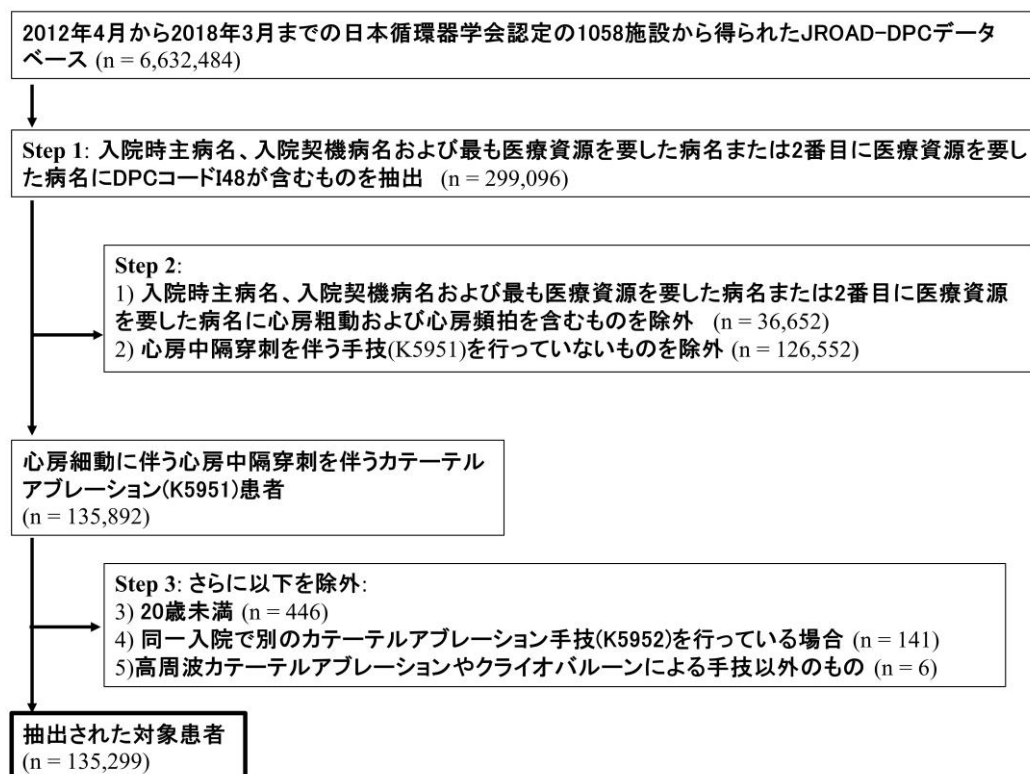 2012年4月から2018年3月までの日本循環器学会認定の1058施設から得られたJROAD-DPCデータ
ベース (n = 6,632,484)
Step 1: 入院時主病名、入院契機病名および最も医療資源を要した病名または2番目に医療資源を要し
た病名にDPCコードI48が含むものを抽出 (n = 299,096)
Step 2:
1) 入院時主病名、入院契機病名および最も医療資源を要した病名または2番目に医療資源
を要した病名に心房粗動および心房頻拍を含むものを除外 (n = 36,652)
2) 心房中隔穿刺を伴う手技(K5951)を行っていないものを除外 (n = 126,552)
心房細動に伴う心房中隔穿刺を伴うカテーテル
アブレーション(K5951)患者
(n = 135,892)
Step 3: さらに以下を除外:
3) 20歳未満 (n = 446)
4) 同一入院で別のカテーテルアブレーション手技(K5952)を行っている場合 (n = 141)
5)高周波カテーテルアブレーションやクライオバルーンによる手技以外のもの (n = 6)
抽出された対象患者
(n = 135,299)